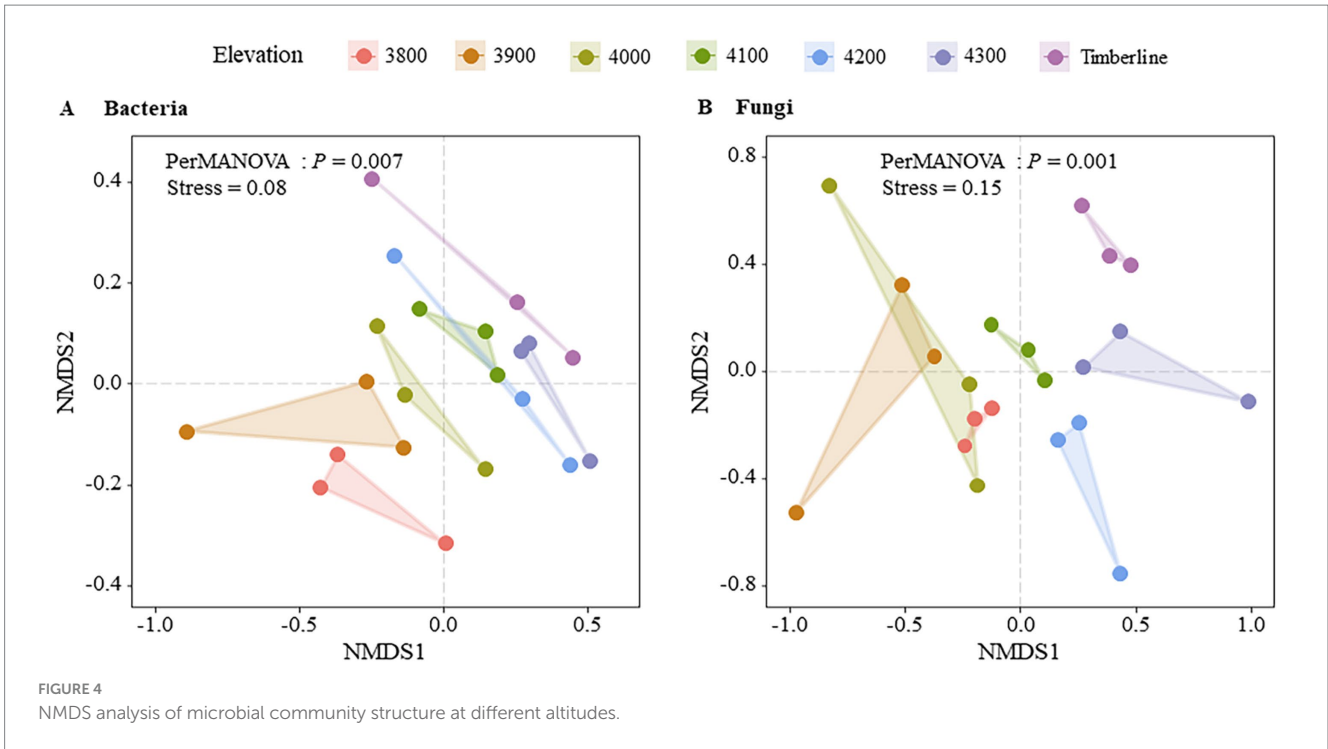 Elevation 3800 3900 4000 4100 4200 4300 Timberline
A Bacteria
PerMANOVA : P = 0.007
Stress = 0.08
NMDS2
0.4
0.2
0.0
-0.2
-0.4
-1.0 -0.5 0.0 0.5
NMDS1
B Fungi
PerMANOVA : P = 0.001
Stress = 0.15
NMDS2
0.8
0.4
0.0
-0.4
-0.8
-1.0 -0.5 0.0 0.5 1.0
NMDS1
FIGURE 4
NMDS analysis of microbial community structure at different altitudes.